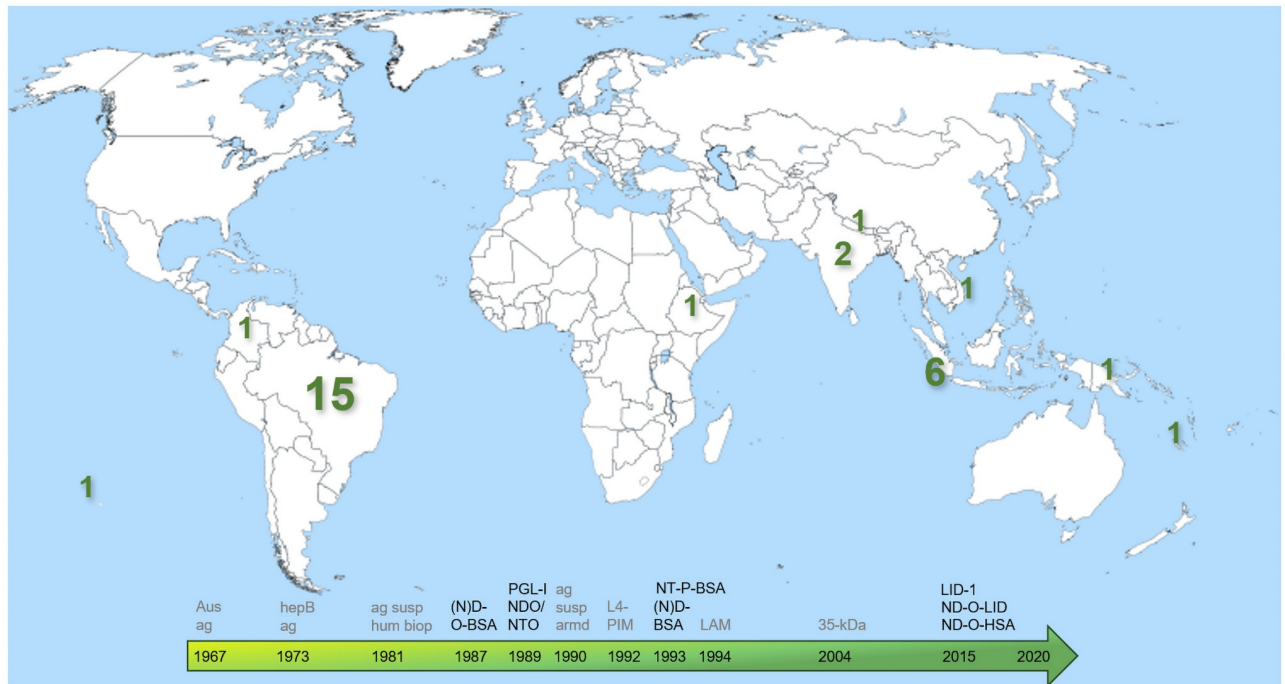 1
2
1
1
1
15
6
1
1
1
Aus
ag
hepB
ag
ag susp
hum biop
(N)D-
O-BSA
PGL-I
NDO/
NTO
ag
susp
armd
L4-
PIM
NT-P-BSA
(N)D-
BSA
LAM
35-kDa
LID-1
ND-O-LID
ND-O-HSA
1967
1973
1981
1987
1989
1990
1992
1993
1994
2004
2015
2020